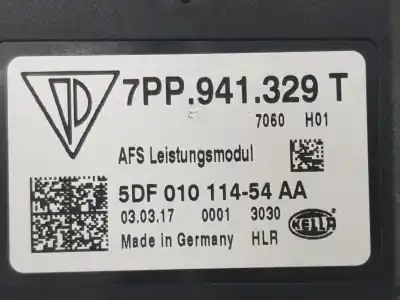 7PP.941.329 T
7060 H01
AFS Leistungsmodul
5DF 010 114-54 AA
03.03.17 0001 3030
Made in Germany HLR
HELLA